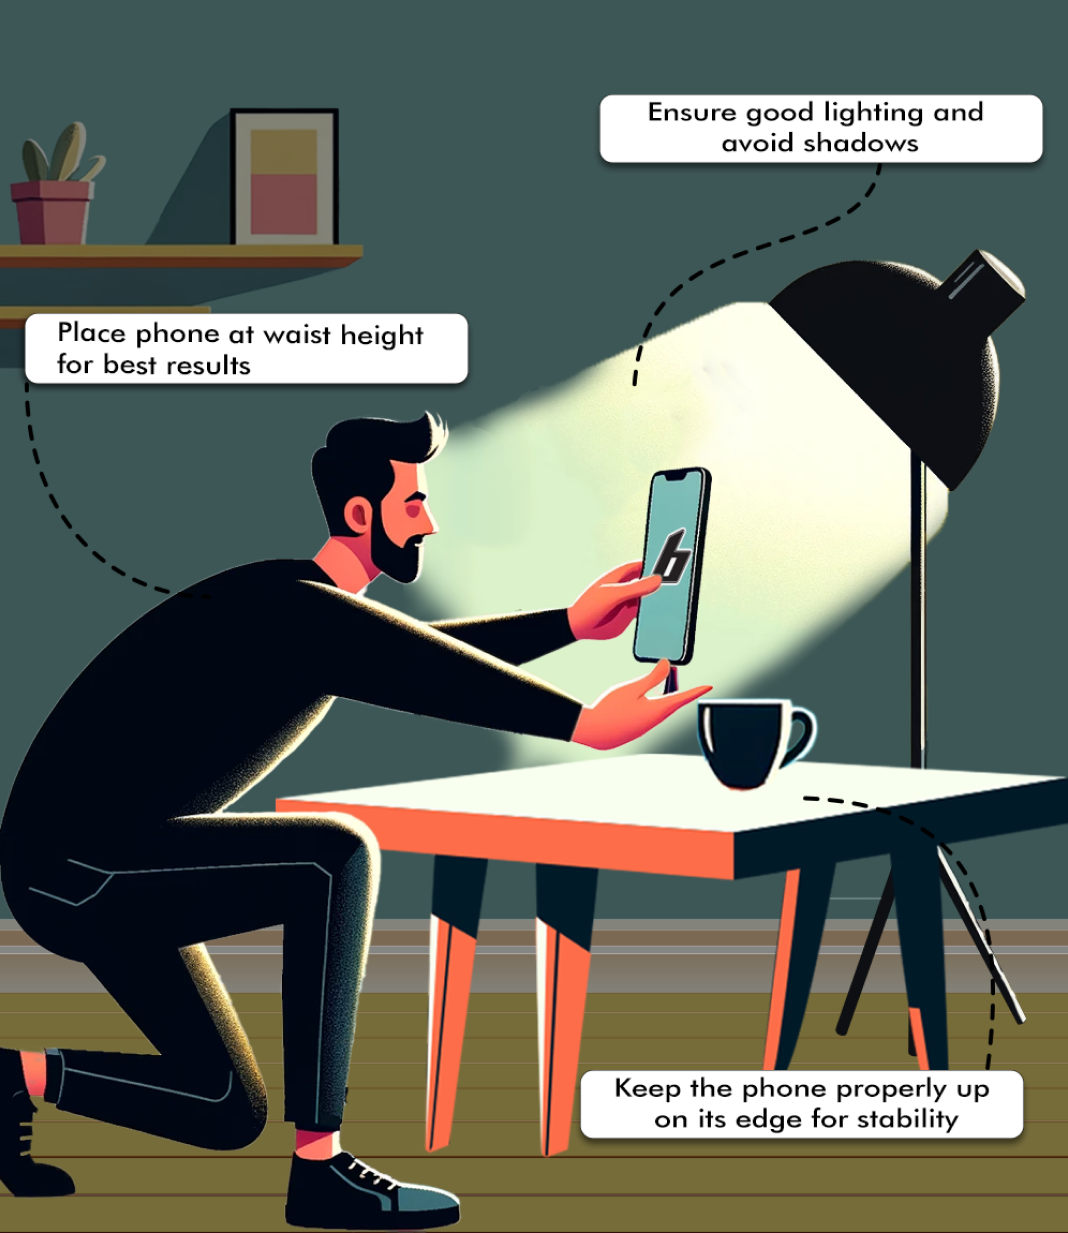 Ensure good lighting and
avoid shadows
Place phone at waist height
for best results
b
Keep the phone properly up
on its edge for stability